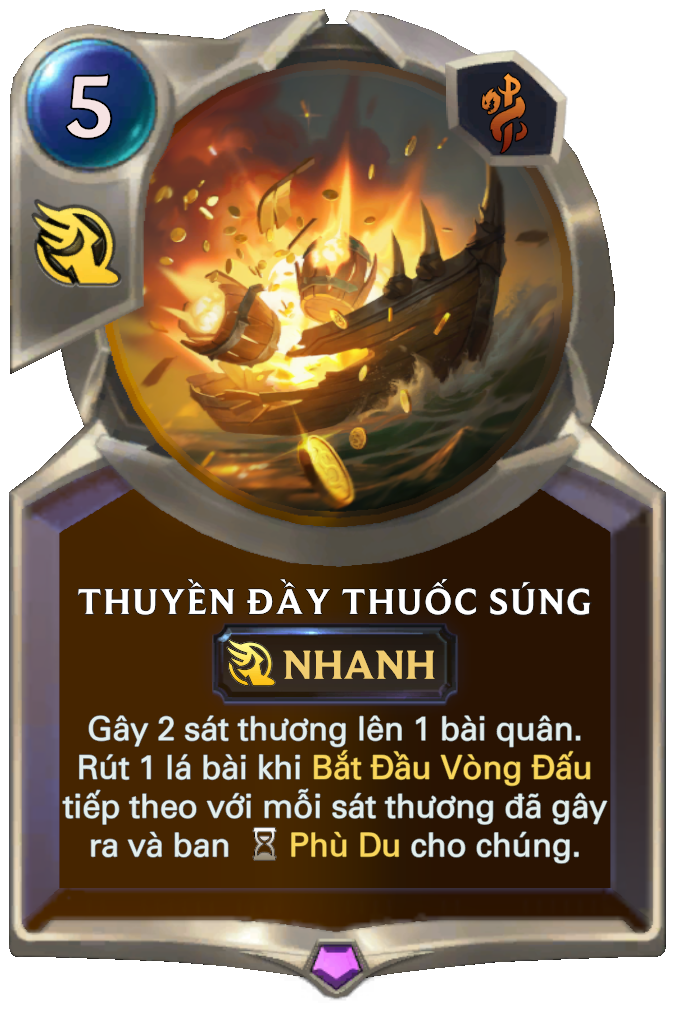 5
THUYỀN ĐẦY THUỐC SÚNG
NHANH
Gây 2 sát thương lên 1 bài quân.
Rút 1 lá bài khi Bắt Đầu Vòng Đấu
tiếp theo với mỗi sát thương đã gây
ra và ban Phù Du cho chúng.